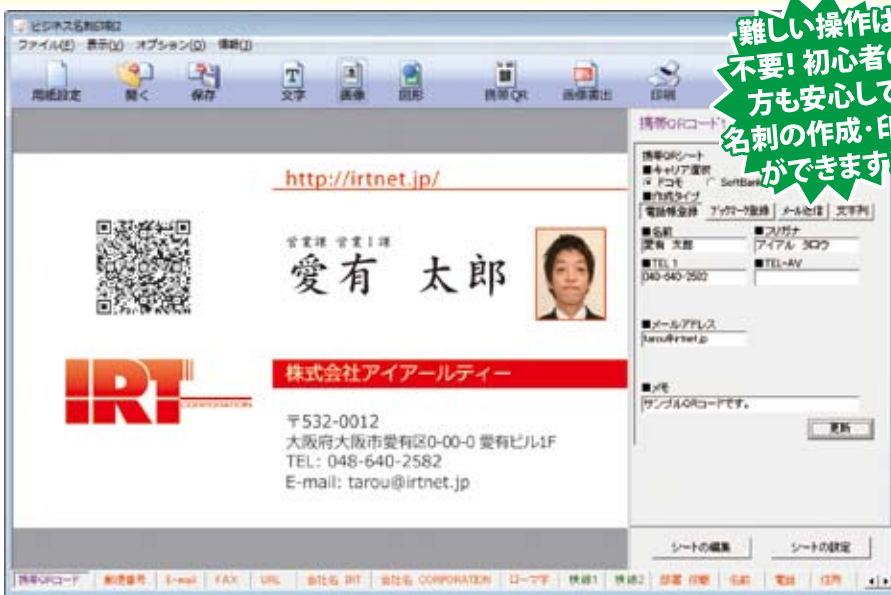 ビジネス名刺印刷2
ファイル(F) 表示(V) オプション(O) 情報(J)
用紙設定 開く 保存 文字 画像 図形 携帯QR 画像書出 印刷
難しい操作は
不要!初心者の
方も安心して
名刺の作成・印
ができます
携帯QRコード1
携帯QRシート
■キャリア選択
ドコモ SoftBank
■作成タイプ
電話帳登録 ブックマーク登録 メール送信 文字列
■名前 ■フリガナ
愛有 太郎 アイアル タロウ
■TEL 1 ■TEL-AV
048-640-2582
■メールアドレス
tarou@irtnet.jp
■メモ
サンプルQRコードです。
更新
http://irtnet.jp/
営業課 営業1課
愛有 太郎
IRT
CORPORATION
株式会社アイアールティー
〒532-0012
大阪府大阪市愛有区0-00-0 愛有ビル1F
TEL: 048-640-2582
E-mail: tarou@irtnet.jp
シートの編集 シートの設定
携帯QRコード 郵便番号 E-mail FAX URL 会社名 IRT 会社名 CORPORATION ローマ字 横線1 横線2 部署 役職 名前 電話 住所